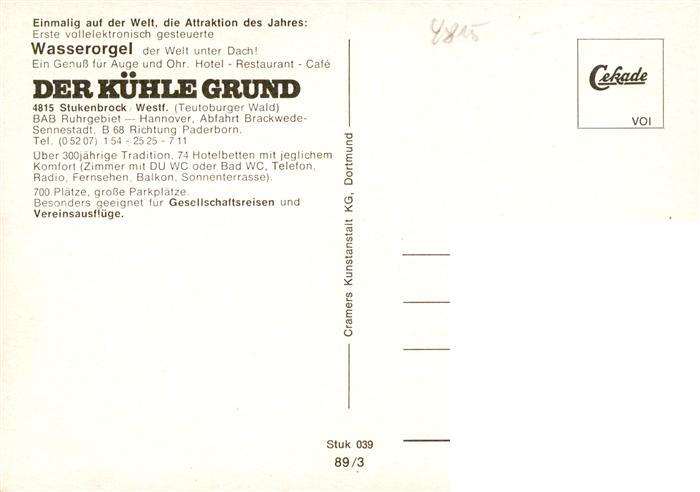 Einmalig auf der Welt, die Attraktion des Jahres:
Erste vollelektronisch gesteuerte
Wasserorgel der Welt unter Dach!
Ein Genuß für Auge und Ohr. Hotel - Restaurant - Café
DER KÜHLE GRUND
4815 Stukenbrock/Westf. (Teutoburger Wald)
BAB Ruhrgebiet — Hannover, Abfahrt Brackwede-
Sennestadt, B 68 Richtung Paderborn.
Tel. (0 52 07) 1 54 - 25 25 - 7 11
Über 300jährige Tradition. 74 Hotelbetten mit jeglichem
Komfort (Zimmer mit DU WC oder Bad WC, Telefon,
Radio, Fernsehen, Balkon, Sonnenterrasse).
700 Plätze, große Parkplätze.
Besonders geeignet für Gesellschaftsreisen und
Vereinsausflüge.
Cramers Kunstanstalt KG, Dortmund
Stuk 039
89/3
4815
Cekade
VOI